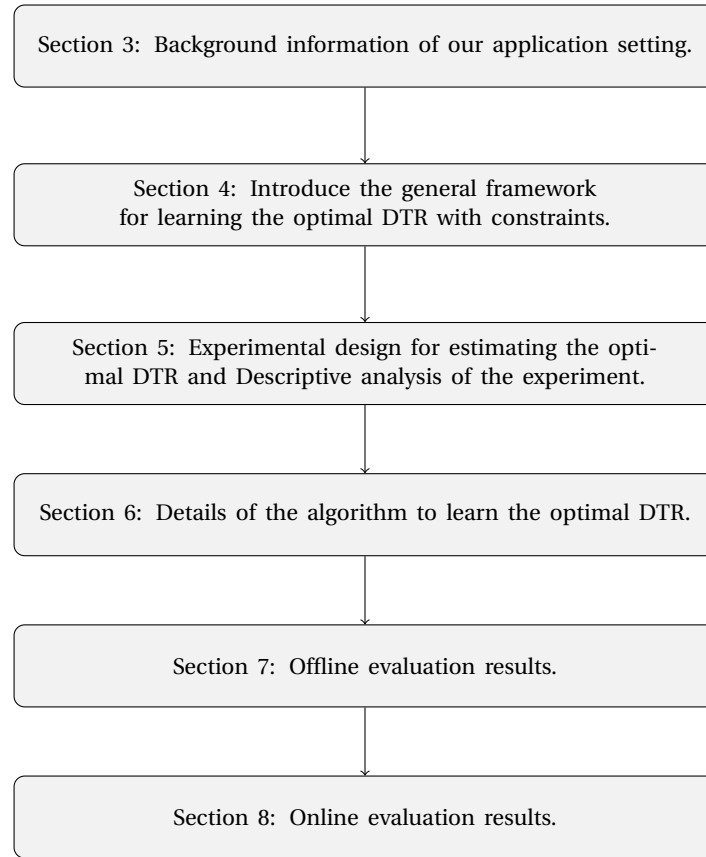 Section 3: Background information of our application setting.
Section 4: Introduce the general framework
for learning the optimal DTR with constraints.
Section 5: Experimental design for estimating the opti-
mal DTR and Descriptive analysis of the experiment.
Section 6: Details of the algorithm to learn the optimal DTR.
Section 7: Offline evaluation results.
Section 8: Online evaluation results.